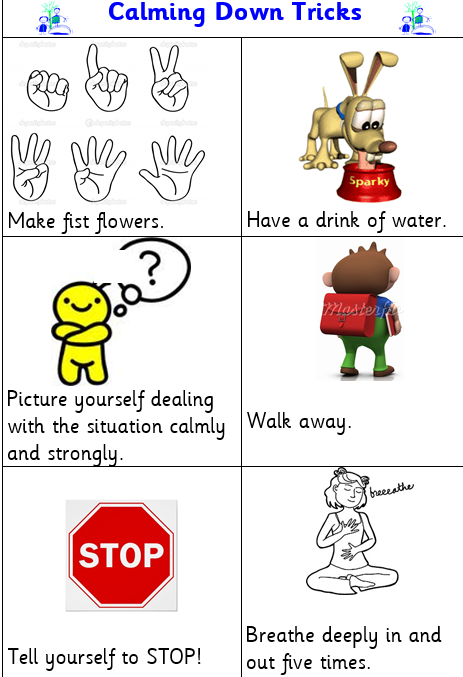 Calming Down Tricks
Make fist flowers.
Sparky
Have a drink of water.
?
Picture yourself dealing
with the situation calmly
and strongly.
Walk away.
STOP
Tell yourself to STOP!
breeeathe
Breathe deeply in and
out five times.